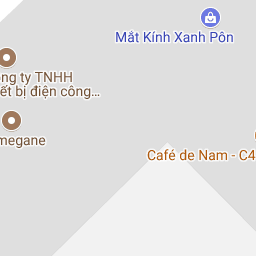 Mắt Kính Xanh Pôn
ng ty TNHH
ết bị điện công...
megane
Café de Nam - C4